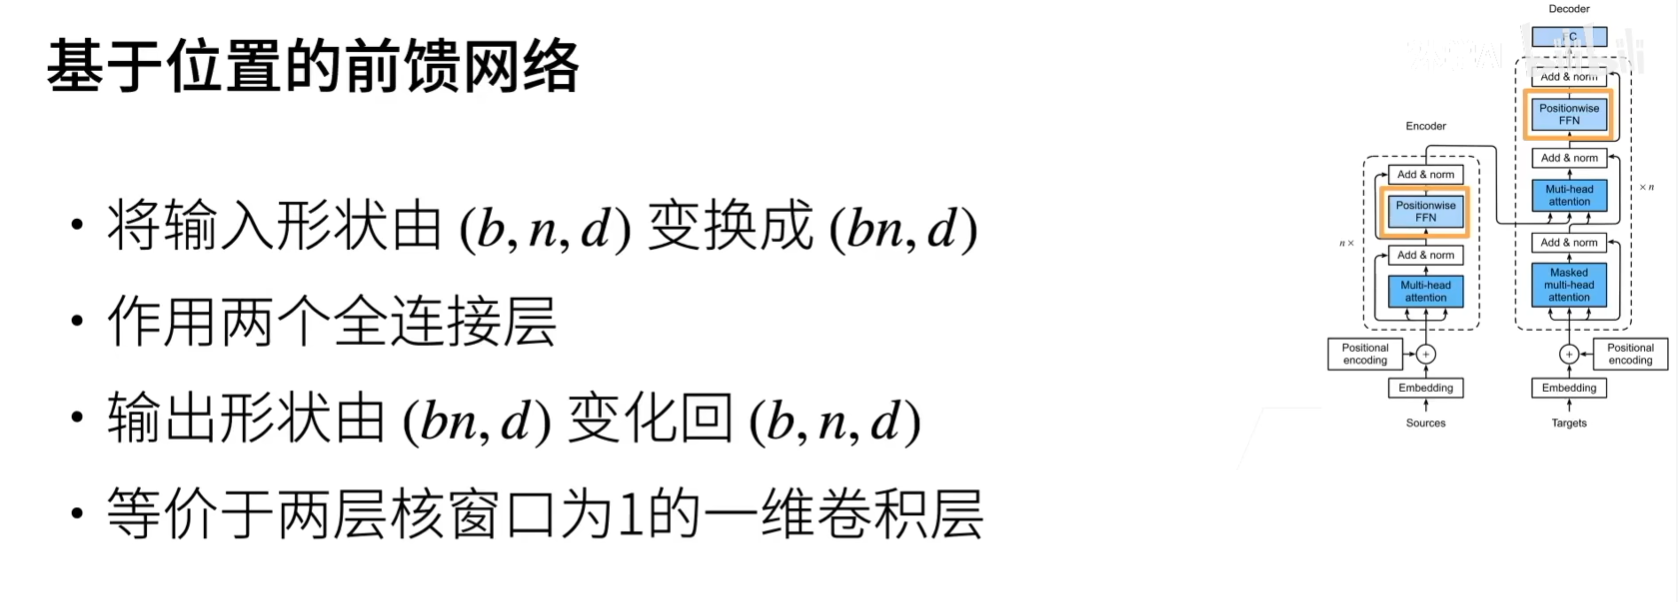 基于位置的前馈网络
• 将输入形状由 (b, n, d) 变换成 (bn, d)
• 作用两个全连接层
• 输出形状由 (bn, d) 变化回 (b, n, d)
• 等价于两层核窗口为1的一维卷积层
Decoder
FC
Add & norm
Positionwise
FFN
Add & norm
Muti-head
attention
× n
Add & norm
Masked
multi-head
attention
Positional
encoding
+
Embedding
Targets
Encoder
Add & norm
Positionwise
FFN
n ×
Add & norm
Multi-head
attention
Positional
encoding
+
Embedding
Sources